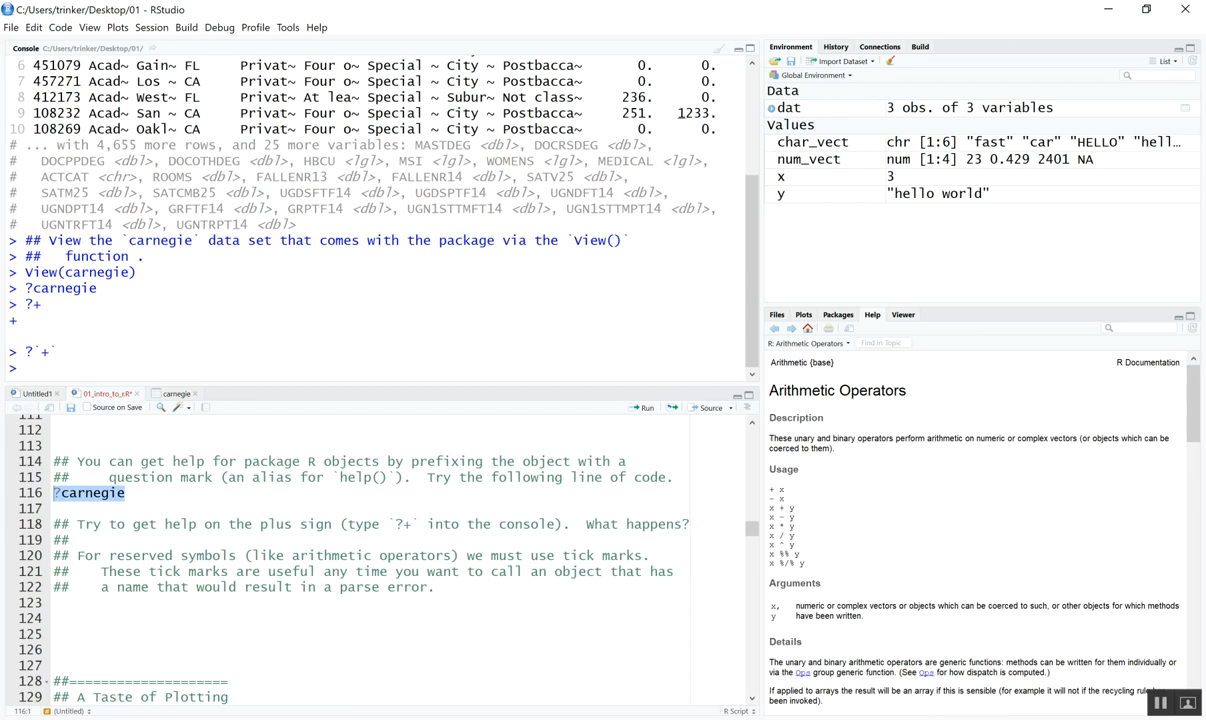 C:/Users/trinker/Desktop/01 - RStudio
File Edit Code View Plots Session Build Debug Profile Tools Help
Console C:/Users/trinker/Desktop/01/
6 451079 Acad~ Gain~ FL Privat~ Four o~ Special ~ City ~ Postbacca~ 0. 0.
7 457271 Acad~ Los ~ CA Privat~ Four o~ Special ~ City ~ Postbacca~ 0. 0.
8 412173 Acad~ West~ FL Privat~ At lea~ Special ~ Subur~ Not class~ 236. 0.
9 108232 Acad~ San ~ CA Privat~ Four o~ Special ~ City ~ Postbacca~ 251. 1233.
10 108269 Acad~ Oakl~ CA Privat~ Four o~ Special ~ City ~ Postbacca~ 0. 0.
# ... with 4,655 more rows, and 25 more variables: MASTDEG <dbl>, DOCRSDEG <dbl>,
# DOCPPDEG <dbl>, DOCOTHDEG <dbl>, HBCU <lgl>, MSI <lgl>, WOMENS <lgl>, MEDICAL <lgl>,
# ACTCAT <chr>, ROOMS <dbl>, FALLENR13 <dbl>, FALLENR14 <dbl>, SATV25 <dbl>,
# SATM25 <dbl>, SATCMB25 <dbl>, UGDSFTF14 <dbl>, UGDSPTF14 <dbl>, UGNDFT14 <dbl>,
# UGNDPT14 <dbl>, GRFTF14 <dbl>, GRPTF14 <dbl>, UGN1STTMFT14 <dbl>, UGN1STTMPT14 <dbl>,
# UGNTRFT14 <dbl>, UGNTRPT14 <dbl>
> ## View the `carnegie` data set that comes with the package via the `View()`
> ## function .
> View(carnegie)
> ?carnegie
> ?+
+
> ?`+`
>
Untitled1 01_intro_to_r.R* carnegie
Source on Save Run Source
111
112
113
114 ## You can get help for package R objects by prefixing the object with a
115 ## question mark (an alias for `help()`). Try the following line of code.
116 ?carnegie
117
118 ## Try to get help on the plus sign (type `?+` into the console). What happens?
119 ##
120 ## For reserved symbols (like arithmetic operators) we must use tick marks.
121 ## These tick marks are useful any time you want to call an object that has
122 ## a name that would result in a parse error.
123
124
125
126
127
128 ##====================
129 ## A Taste of Plotting
116:1 (Untitled) R Script
Environment History Connections Build
Import Dataset List
Global Environment
Data
dat 3 obs. of 3 variables
Values
char_vect chr [1:6] "fast" "car" "HELLO" "hell...
num_vect num [1:4] 23 0.429 2401 NA
x 3
y "hello world"
Files Plots Packages Help Viewer
R: Arithmetic Operators Find in Topic
Arithmetic {base} R Documentation
Arithmetic Operators
Description
These unary and binary operators perform arithmetic on numeric or complex vectors (or objects which can be
coerced to them).
Usage
+ x
- x
x + y
x - y
x * y
x / y
x ^ y
x %% y
x %/% y
Arguments
x, numeric or complex vectors or objects which can be coerced to such, or other objects for which methods
y have been written.
Details
The unary and binary arithmetic operators are generic functions: methods can be written for them individually or
via the Ops group generic function. (See Ops for how dispatch is computed.)
If applied to arrays the result will be an array if this is sensible (for example it will not if the recycling
been invoked).